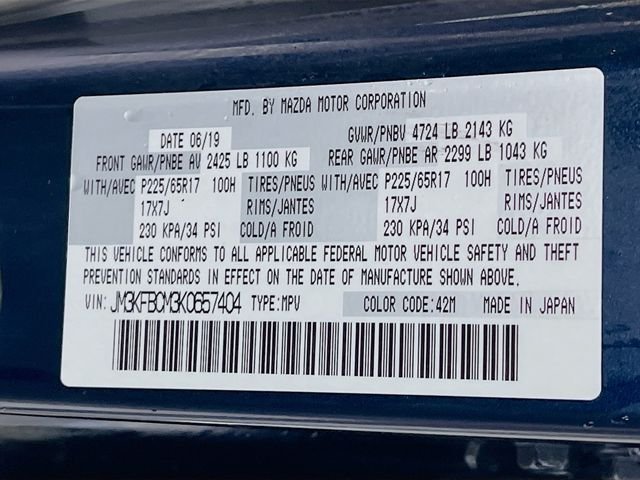 MFD. BY MAZDA MOTOR CORPORATION
DATE 06/19 GVWR/PNBV 4724 LB 2143 KG
FRONT GAWR/PNBE AV 2425 LB 1100 KG REAR GAWR/PNBE AR 2299 LB 1043 KG
WITH/AVEC P225/65R17 100H TIRES/PNEUS WITH/AVEC P225/65R17 100H TIRES/PNEUS
17X7J RIMS/JANTES 17X7J RIMS/JANTES
230 KPA/34 PSI COLD/A FROID 230 KPA/34 PSI COLD/A FROID
THIS VEHICLE CONFORMS TO ALL APPLICABLE FEDERAL MOTOR VEHICLE SAFETY AND THEFT
PREVENTION STANDARDS IN EFFECT ON THE DATE OF MANUFACTURE SHOWN ABOVE.
VIN: JM3KFBCM3K0657404 TYPE:MPV COLOR CODE:42M MADE IN JAPAN